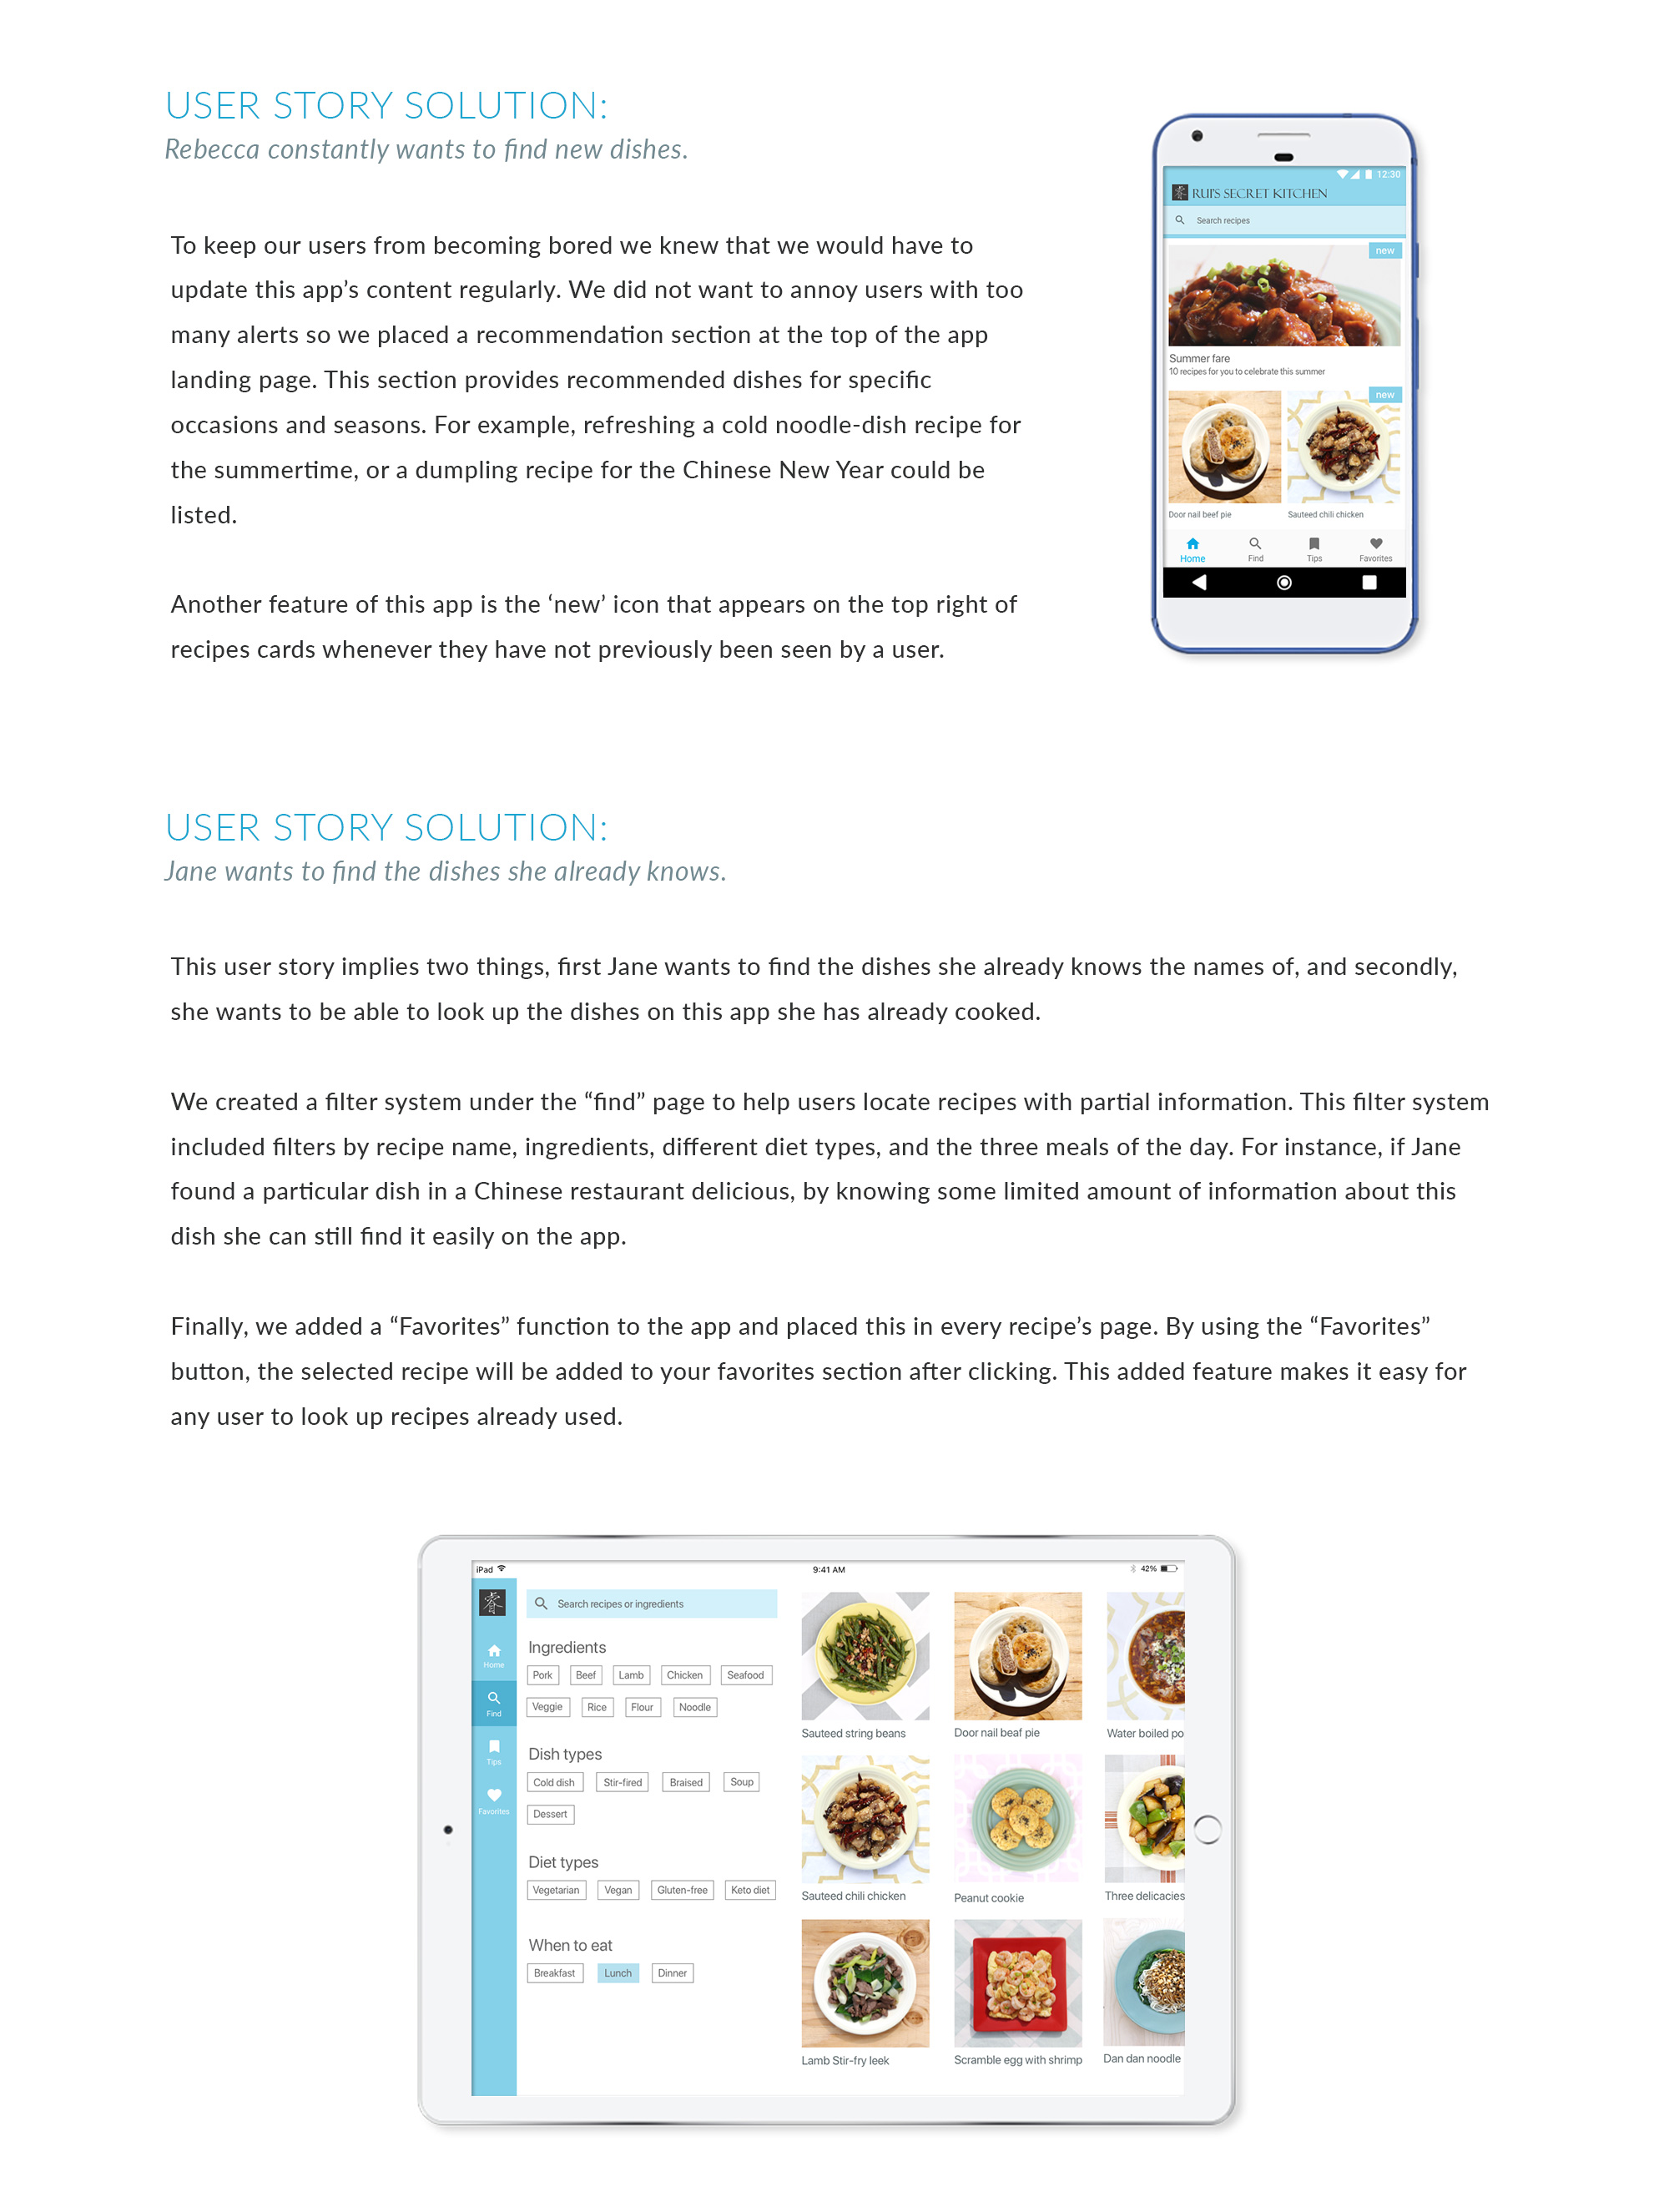 USER STORY SOLUTION:
Rebecca constantly wants to find new dishes.
To keep our users from becoming bored we knew that we would have to
update this app’s content regularly. We did not want to annoy users with too
many alerts so we placed a recommendation section at the top of the app
landing page. This section provides recommended dishes for specific
occasions and seasons. For example, refreshing a cold noodle-dish recipe for
the summertime, or a dumpling recipe for the Chinese New Year could be
listed.
Another feature of this app is the ‘new’ icon that appears on the top right of
recipes cards whenever they have not previously been seen by a user.
12:30
RUI'S SECRET KITCHEN
Search recipes
new
Summer fare
10 recipes for you to celebrate this summer
new
Door nail beef pie
Sauteed chili chicken
Home
Find
Tips
Favorites
USER STORY SOLUTION:
Jane wants to find the dishes she already knows.
This user story implies two things, first Jane wants to find the dishes she already knows the names of, and secondly,
she wants to be able to look up the dishes on this app she has already cooked.
We created a filter system under the “find” page to help users locate recipes with partial information. This filter system
included filters by recipe name, ingredients, different diet types, and the three meals of the day. For instance, if Jane
found a particular dish in a Chinese restaurant delicious, by knowing some limited amount of information about this
dish she can still find it easily on the app.
Finally, we added a “Favorites” function to the app and placed this in every recipe’s page. By using the “Favorites”
button, the selected recipe will be added to your favorites section after clicking. This added feature makes it easy for
any user to look up recipes already used.
iPad
9:41 AM
42%
Home
Find
Tips
Favorites
Search recipes or ingredients
Ingredients
Pork Beef Lamb Chicken Seafood
Veggie Rice Flour Noodle
Dish types
Cold dish Stir-fired Braised Soup
Dessert
Diet types
Vegetarian Vegan Gluten-free Keto diet
When to eat
Breakfast Lunch Dinner
Sauteed string beans
Door nail beaf pie
Water boiled po
Sauteed chili chicken
Peanut cookie
Three delicacies
Lamb Stir-fry leek
Scramble egg with shrimp
Dan dan noodle